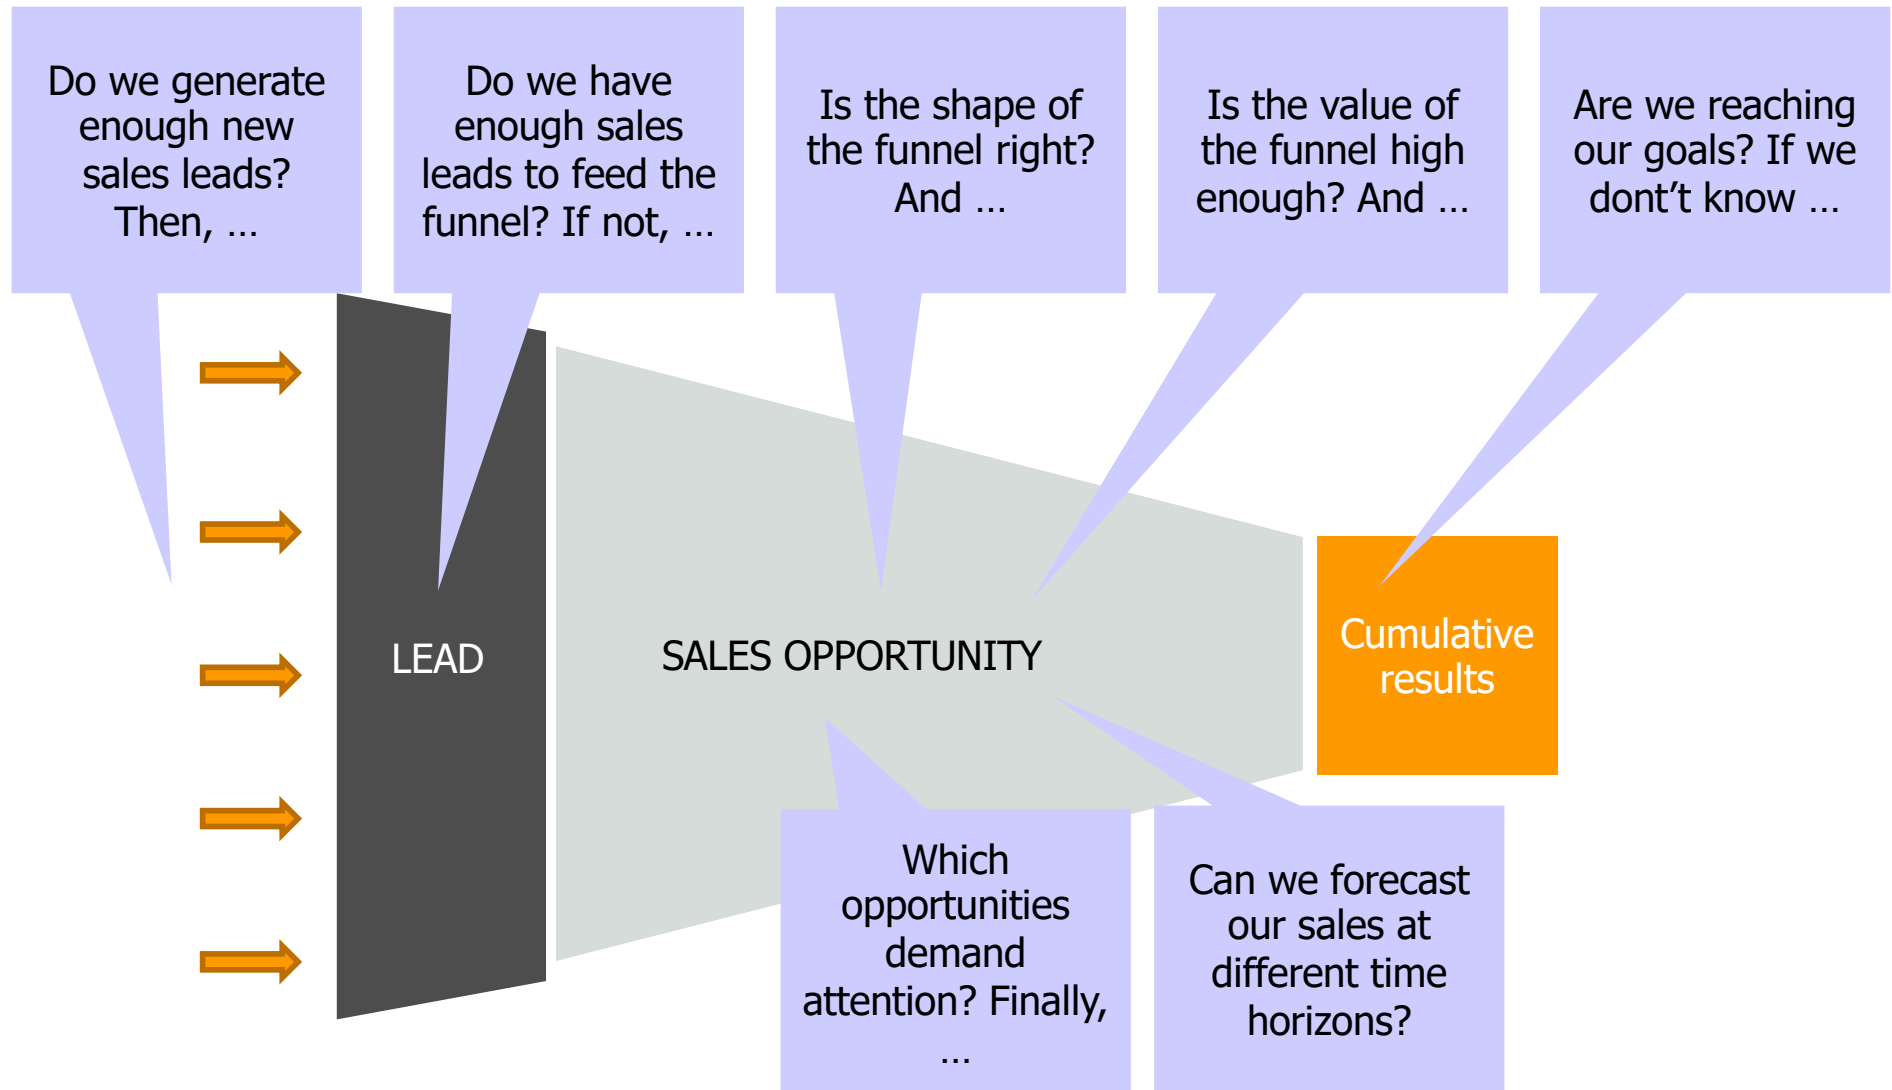 Do we generate
enough new
sales leads?
Then, …
Do we have
enough sales
leads to feed the
funnel? If not, …
Is the shape of
the funnel right?
And …
Is the value of
the funnel high
enough? And …
Are we reaching
our goals? If we
dont’t know …
LEAD
SALES OPPORTUNITY
Cumulative
results
Which
opportunities
demand
attention? Finally,
…
Can we forecast
our sales at
different time
horizons?